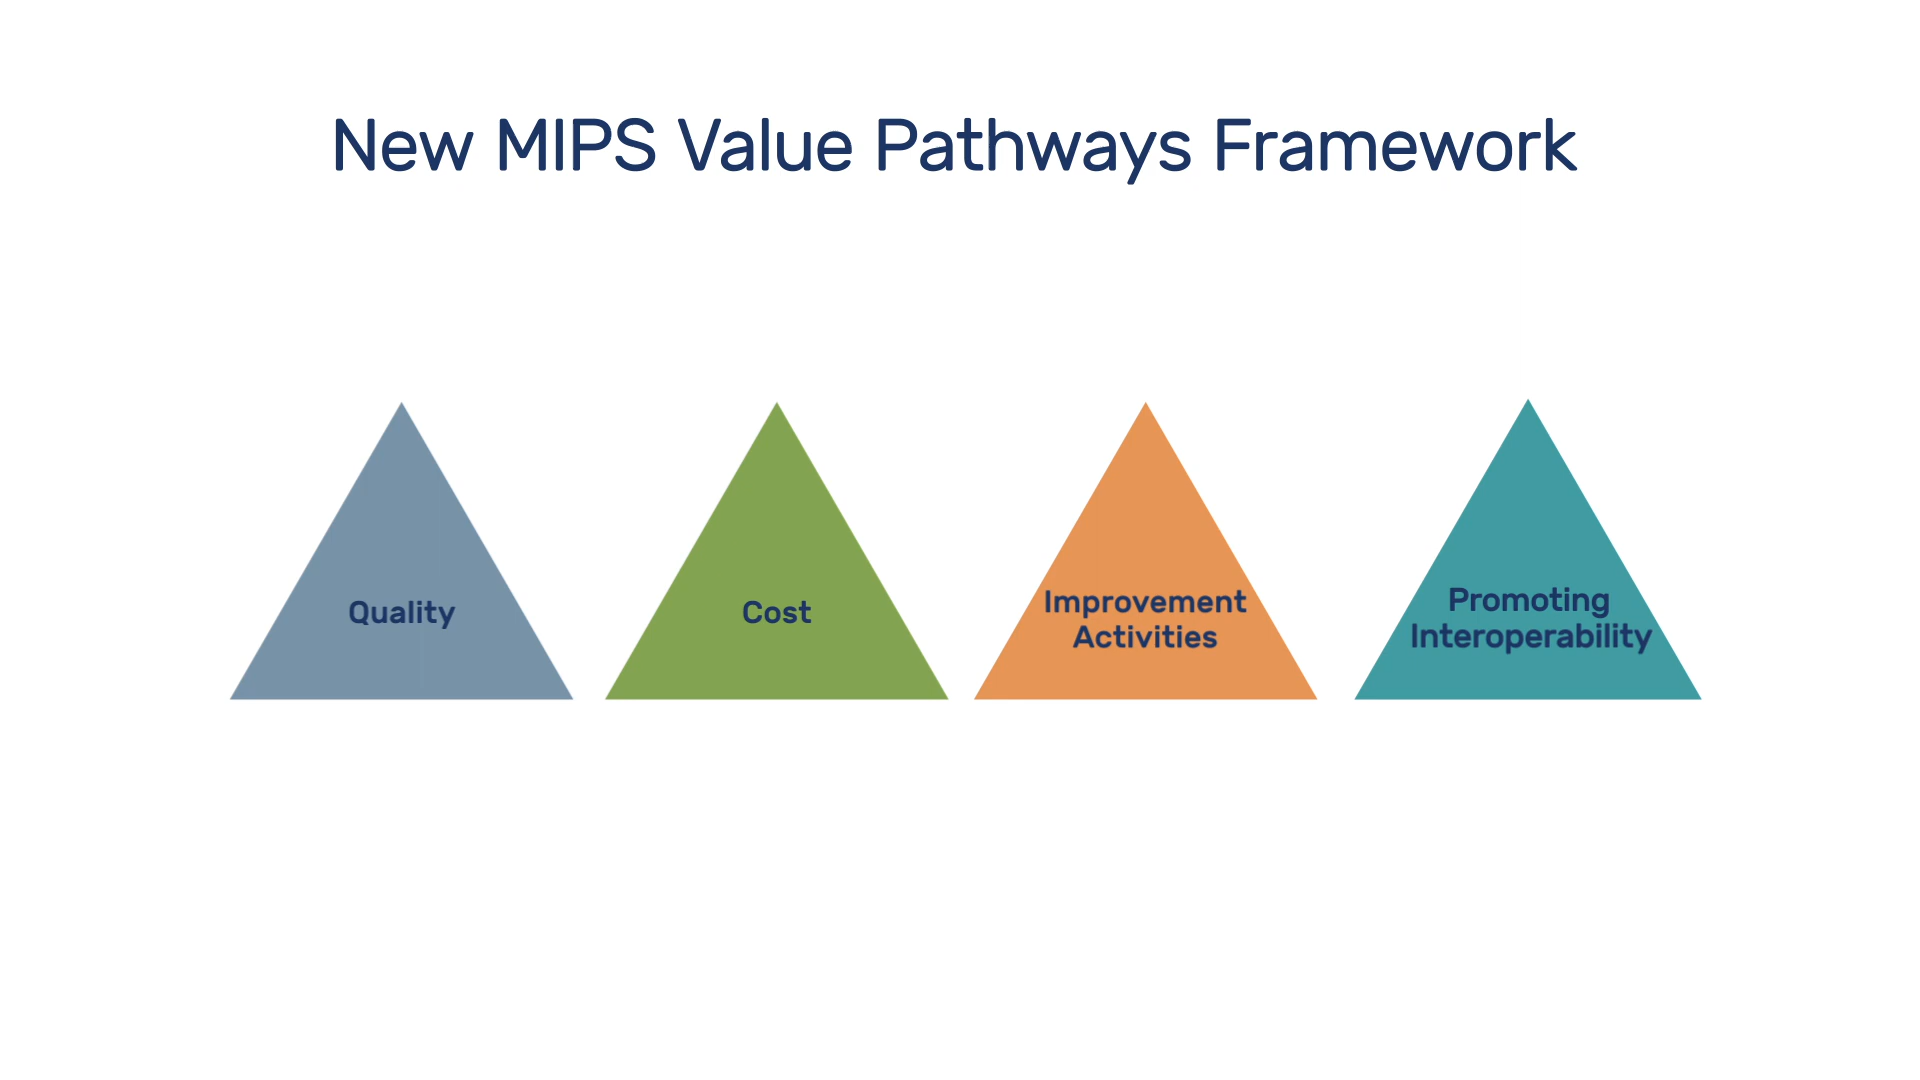 New MIPS Value Pathways Framework
Quality
Cost
Improvement
Activities
Promoting
Interoperability